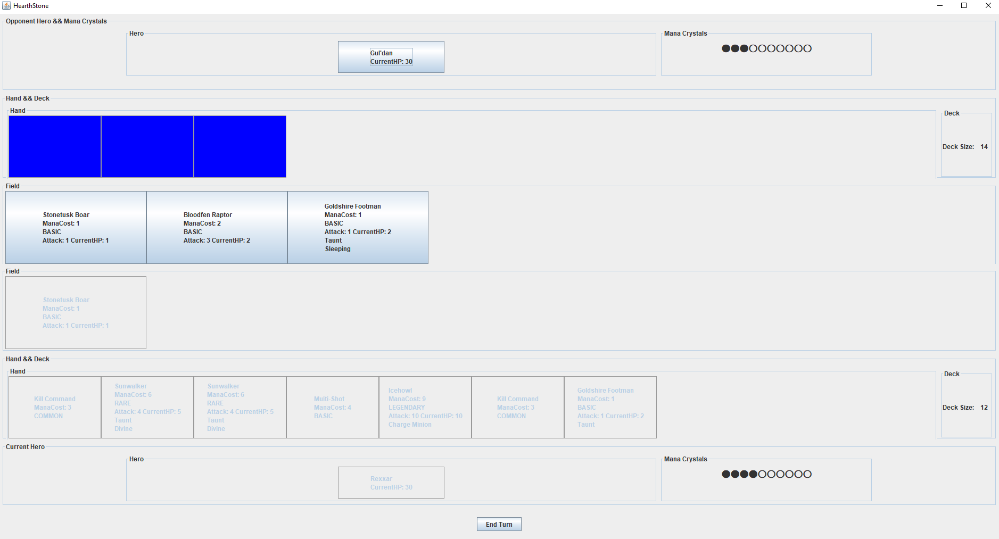 HearthStone
Opponent Hero && Mana Crystals
Hero
Mana Crystals
Gul'dan
CurrentHP: 30
Hand && Deck
Hand
Deck
Deck Size: 14
Field
Stonetusk Boar
ManaCost: 1
BASIC
Attack: 1 CurrentHP: 1
Bloodfen Raptor
ManaCost: 2
BASIC
Attack: 3 CurrentHP: 2
Goldshire Footman
ManaCost: 1
BASIC
Attack: 1 CurrentHP: 2
Taunt
Sleeping
Field
Stonetusk Boar
ManaCost: 1
BASIC
Attack: 1 CurrentHP: 1
Hand && Deck
Hand
Kill Command
ManaCost: 3
COMMON
Sunwalker
ManaCost: 6
RARE
Attack: 4 CurrentHP: 5
Taunt
Divine
Sunwalker
ManaCost: 6
RARE
Attack: 4 CurrentHP: 5
Taunt
Divine
Multi-Shot
ManaCost: 4
BASIC
Icehowl
ManaCost: 9
LEGENDARY
Attack: 10 CurrentHP: 10
Charge Minion
Kill Command
ManaCost: 3
COMMON
Goldshire Footman
ManaCost: 1
BASIC
Attack: 1 CurrentHP: 2
Taunt
Deck
Deck Size: 12
Current Hero
Hero
Mana Crystals
Rexxar
CurrentHP: 30
End Turn